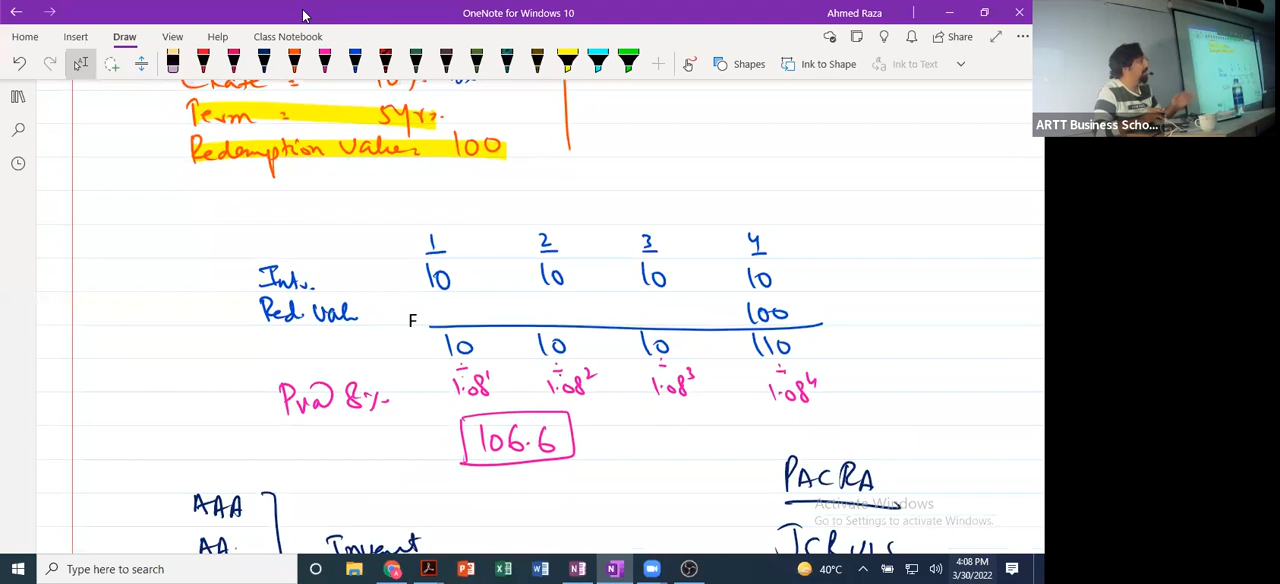 OneNote for Windows 10
Ahmed Raza
Home Insert Draw View Help Class Notebook
Share
Shapes Ink to Shape Ink to Text
ARTT Business Scho...
Term = 5yrs.
Redemption Value 100
1 2 3 4
Int. 10 10 10 10
Red. Val 100
F
10 10 10 110
÷ ÷ ÷ ÷
PV@ 8% 1.08¹ 1.08² 1.08³ 1.08⁴
106.6
PACRA
AAA
AA.
Activate Windows
Go to Settings to activate Windows.
Type here to search
40°C
4:08 PM
3/30/2022